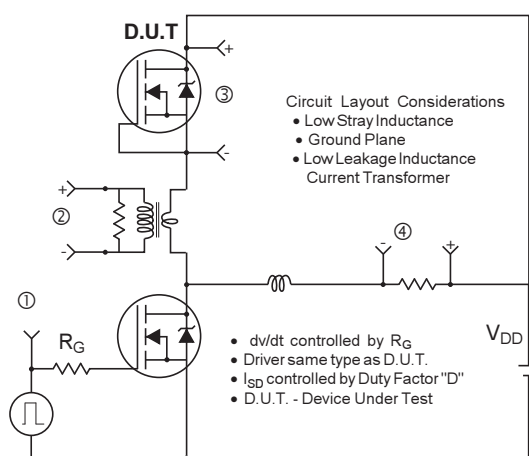 D.U.T
+
③
-
Circuit Layout Considerations
• Low Stray Inductance
• Ground Plane
• Low Leakage Inductance
Current Transformer
+
②
-
④
-
+
①
RG
VDD
• dv/dt controlled by RG
• Driver same type as D.U.T.
• ISD controlled by Duty Factor "D"
• D.U.T. - Device Under Test